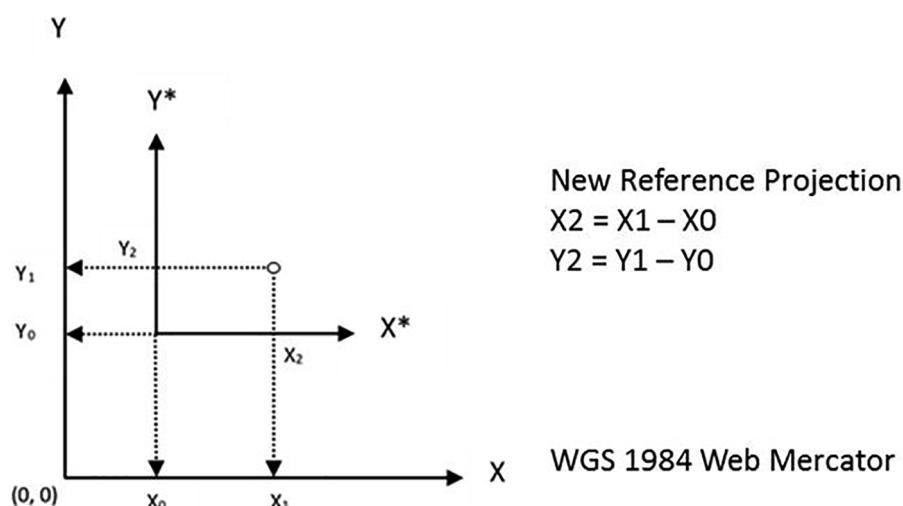 Y
Y*
New Reference Projection
X2 = X1 – X0
Y2 = Y1 – Y0
Y₂
Y₁
Y₀
X*
X₂
X
WGS 1984 Web Mercator
(0, 0)
X₀
X₁